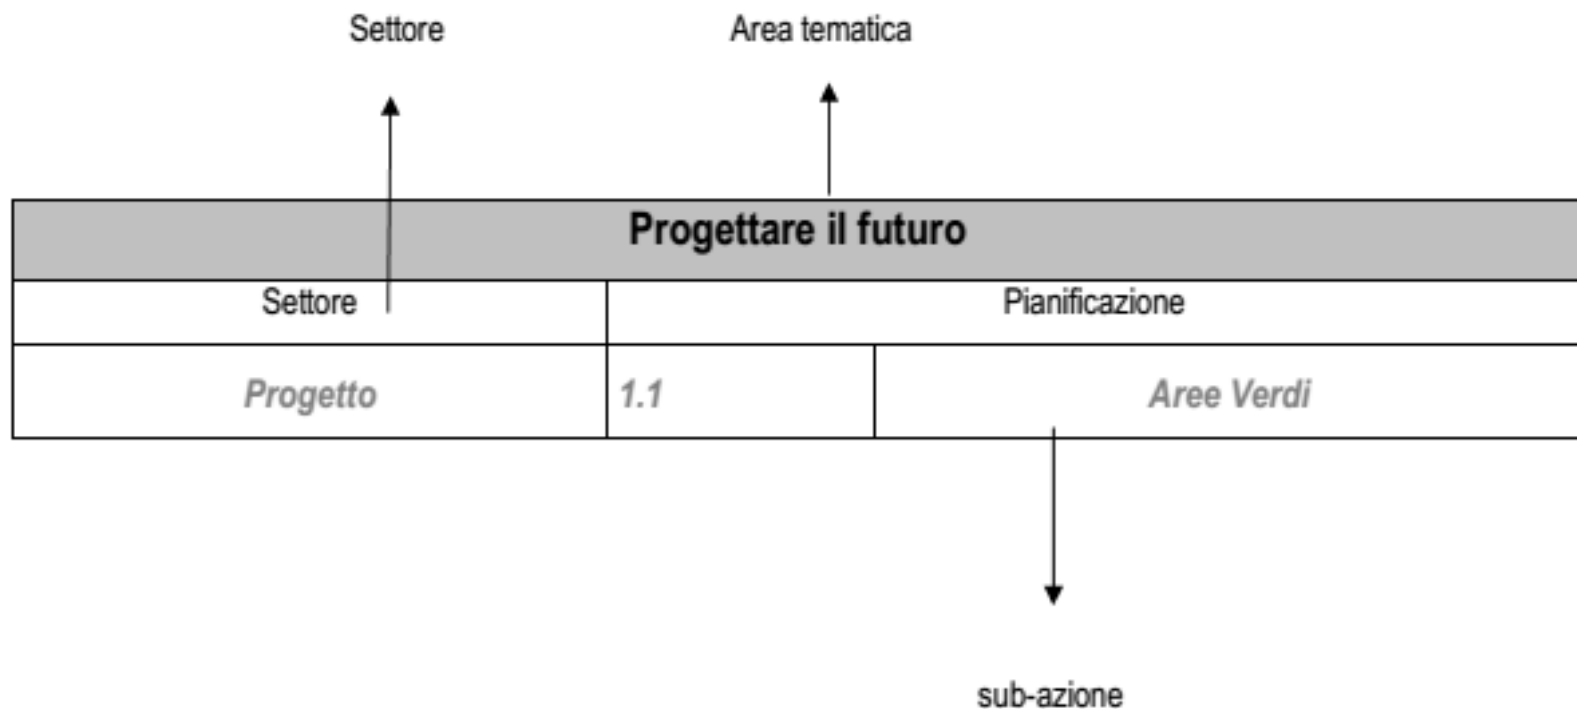 Settore Area tematica
Progettare il futuro
Settore Pianificazione
Progetto 1.1 Aree Verdi
sub-azione